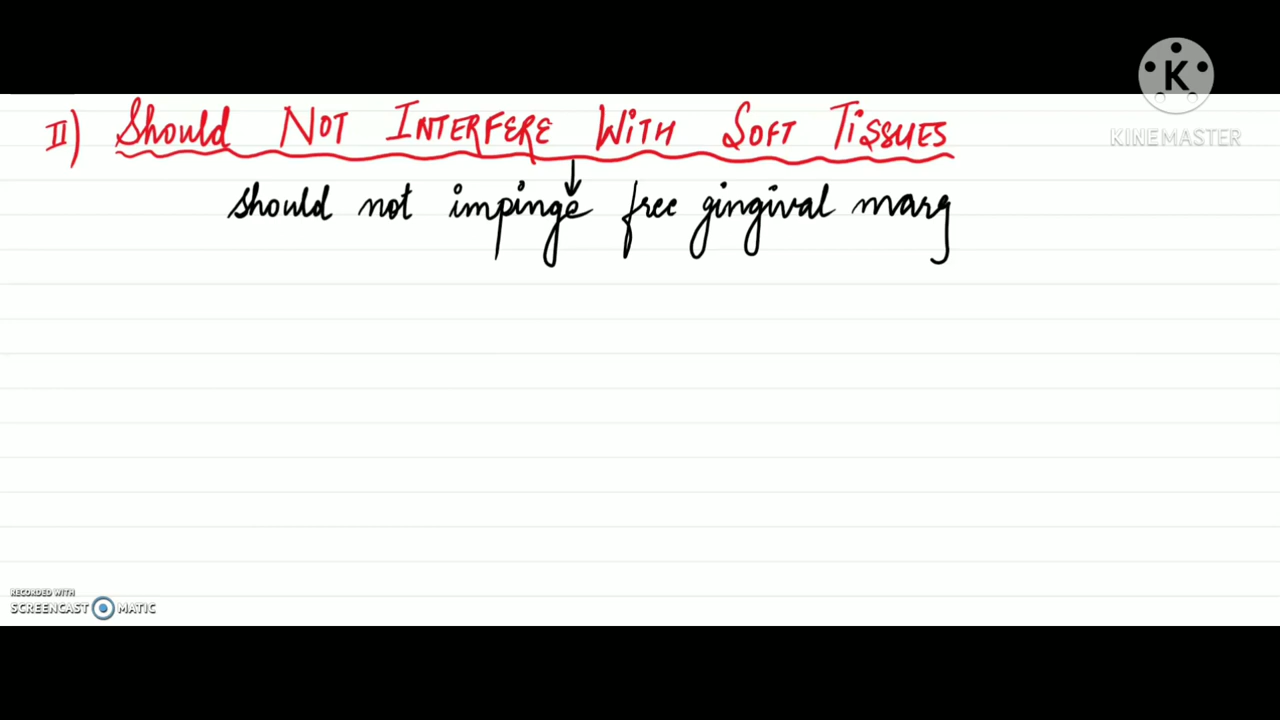 K
KINEMASTER
II) Should NOT INTERFERE WITH SOFT TISSUES
should not impinge free gingival marg
RECORDED WITH
SCREENCAST MATIC